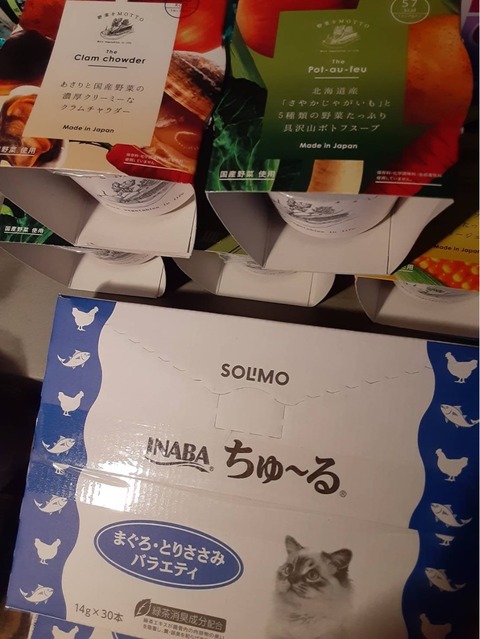 野菜をMOTTO
The
Clam chowder
あさりと国産野菜の
濃厚クリーミーな
クラムチャウダー
Made in Japan
野菜 使用
野菜をMOTTO
57
The
Pot-au-feu
北海道産
「さやかじゃがいも」と
5種類の野菜たっぷり
具沢山ポトフスープ
Made in Japan
国産野菜 使用
国産野菜 使用
Made in Japan
SOLIMO
INABA ちゅ～る®
まぐろ・とりささみ
バラエティ
14g×30本
緑茶消臭成分配合